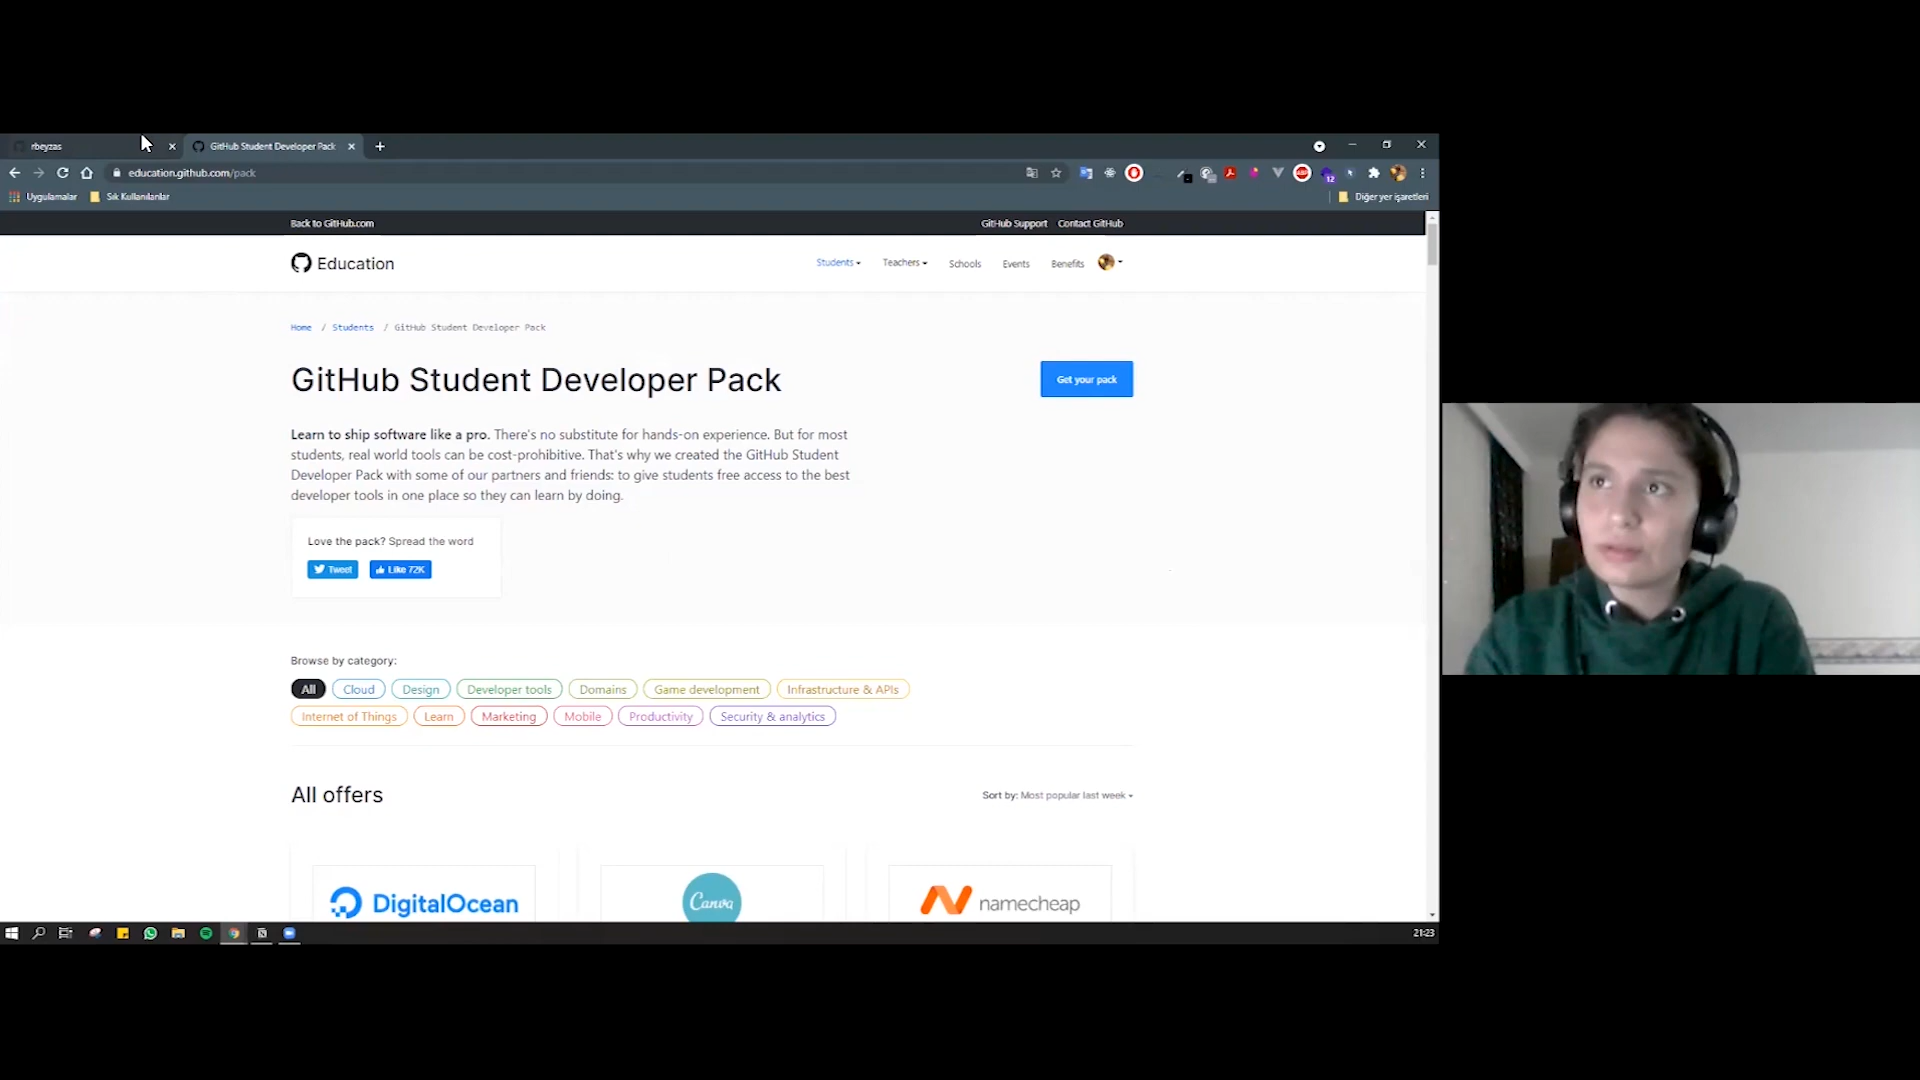 rbeyzas
GitHub Student Developer Pack
education.github.com/pack
Uygulamalar
Sık Kullanılanlar
Diğer yer işaretleri
Back to GitHub.com
GitHub Support
Contact GitHub
Education
Students
Teachers
Schools
Events
Benefits
Home / Students / GitHub Student Developer Pack
GitHub Student Developer Pack
Get your pack
Learn to ship software like a pro. There's no substitute for hands-on experience. But for most
students, real world tools can be cost-prohibitive. That's why we created the GitHub Student
Developer Pack with some of our partners and friends: to give students free access to the best
developer tools in one place so they can learn by doing.
Love the pack? Spread the word
Tweet
Like 72K
Browse by category:
All
Cloud
Design
Developer tools
Domains
Game development
Infrastructure & APIs
Internet of Things
Learn
Marketing
Mobile
Productivity
Security & analytics
All offers
Sort by: Most popular last week
DigitalOcean
Canva
namecheap
21:23